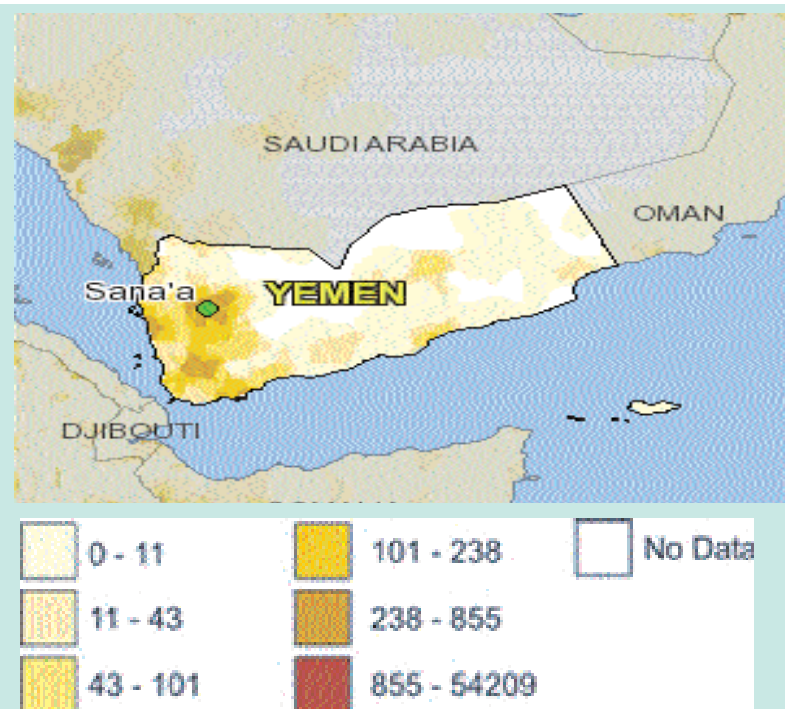 SAUDI ARABIA
OMAN
Sana'a
YEMEN
DJIBOUTI
0 - 11
101 - 238
No Data
11 - 43
238 - 855
43 - 101
855 - 54209